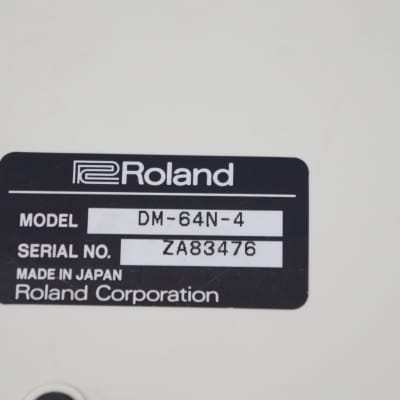 Roland
MODEL DM-64N-4
SERIAL NO. ZA83476
MADE IN JAPAN
Roland Corporation